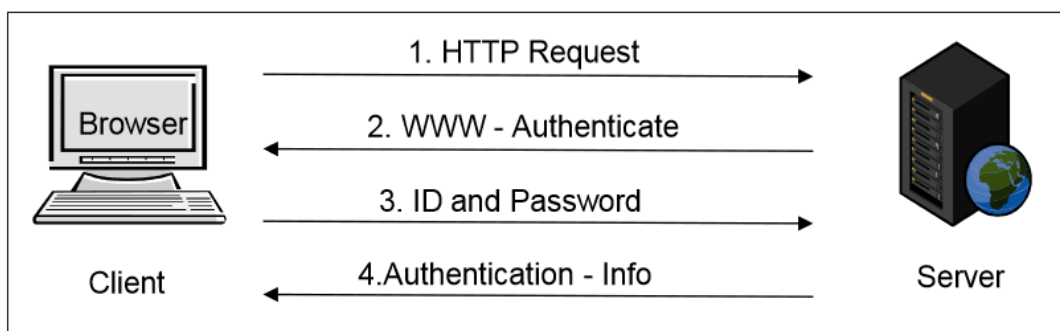 1. HTTP Request
Browser
2. WWW - Authenticate
3. ID and Password
4.Authentication - Info
Client
Server